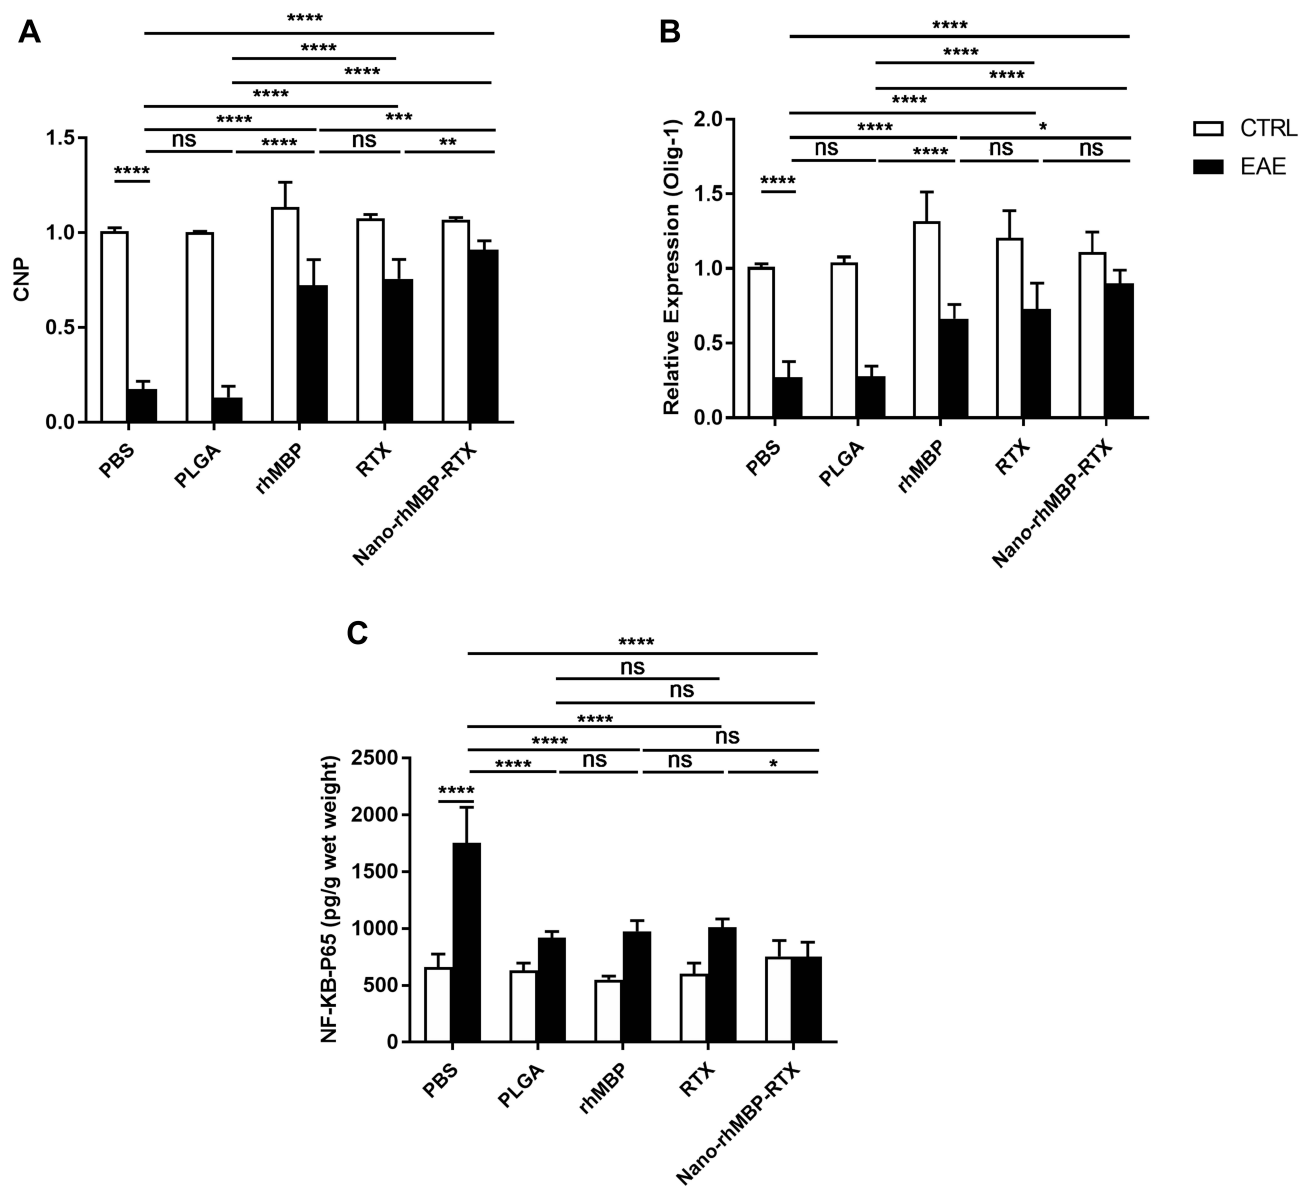 A
****
****
****
****
****
***
ns
****
ns
**
****
1.5
1.0
0.5
0.0
CNP
PBS
PLGA
rhMBP
RTX
Nano-rhMBP-RTX
B
****
****
****
****
****
*
ns
****
ns
ns
****
2.0
1.5
1.0
0.5
0.0
Relative Expression (Olig-1)
PBS
PLGA
rhMBP
RTX
Nano-rhMBP-RTX
CTRL
EAE
C
****
ns
ns
****
****
ns
****
ns
ns
*
****
2500
2000
1500
1000
500
0
NF-KB-P65 (pg/g wet weight)
PBS
PLGA
rhMBP
RTX
Nano-rhMBP-RTX